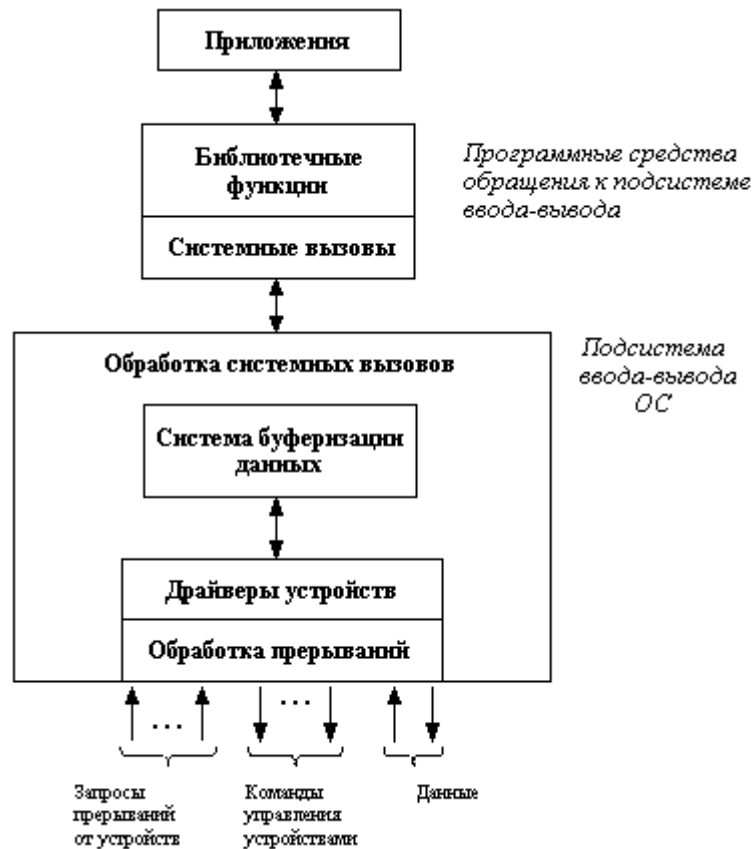 Приложения
Библиотечные
функции
Системные вызовы
Программные средства
обращения к подсистеме
ввода-вывода
Обработка системных вызовов
Подсистема
ввода-вывода
ОС
Система буферизации
данных
Драйверы устройств
Обработка прерываний
...
...
Запросы
прерываний
от устройств
Команды
управления
устройствами
Данные